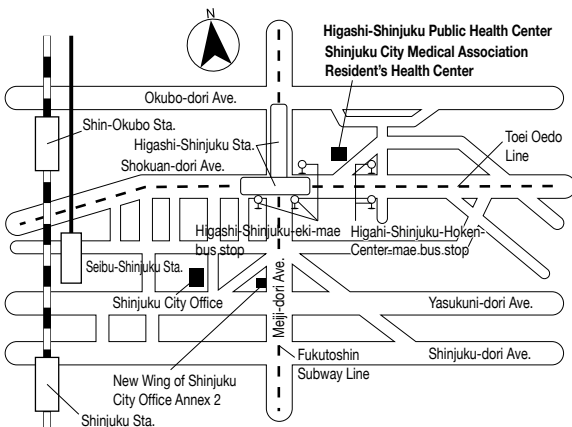 N
Higashi-Shinjuku Public Health Center
Shinjuku City Medical Association
Resident's Health Center
Okubo-dori Ave.
Shin-Okubo Sta.
Higashi-Shinjuku Sta.
Shokuan-dori Ave.
Toei Oedo
Line
Higashi-Shinjuku-eki-mae
bus stop
Higahi-Shinjuku-Hoken-
Center-mae.bus.stop
Seibu-Shinjuku Sta.
Shinjuku City Office
Meiji-dori Ave.
Yasukuni-dori Ave.
Shinjuku-dori Ave.
Fukutoshin
Subway Line
New Wing of Shinjuku
City Office Annex 2
Shinjuku Sta.